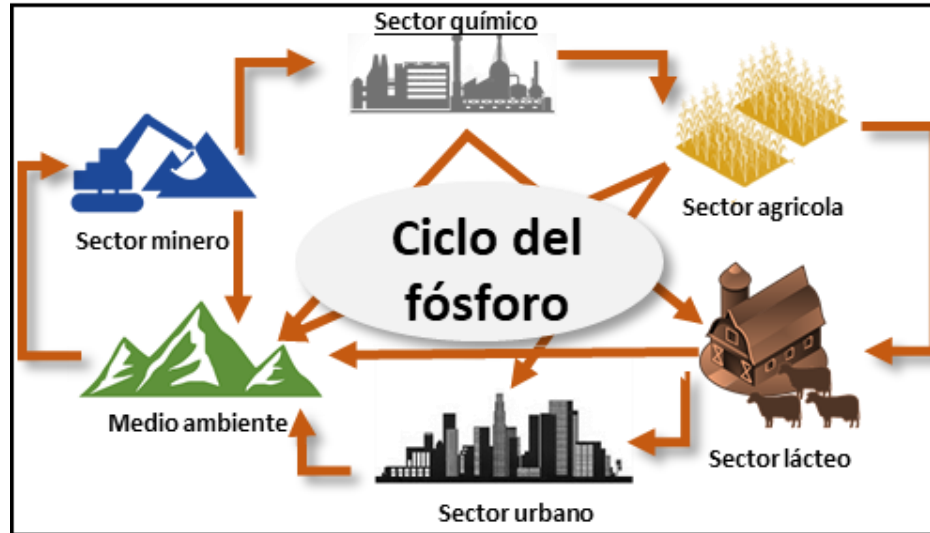 Sector químico
Sector agricola
Sector minero
Ciclo del
fósforo
Medio ambiente
Sector lácteo
Sector urbano